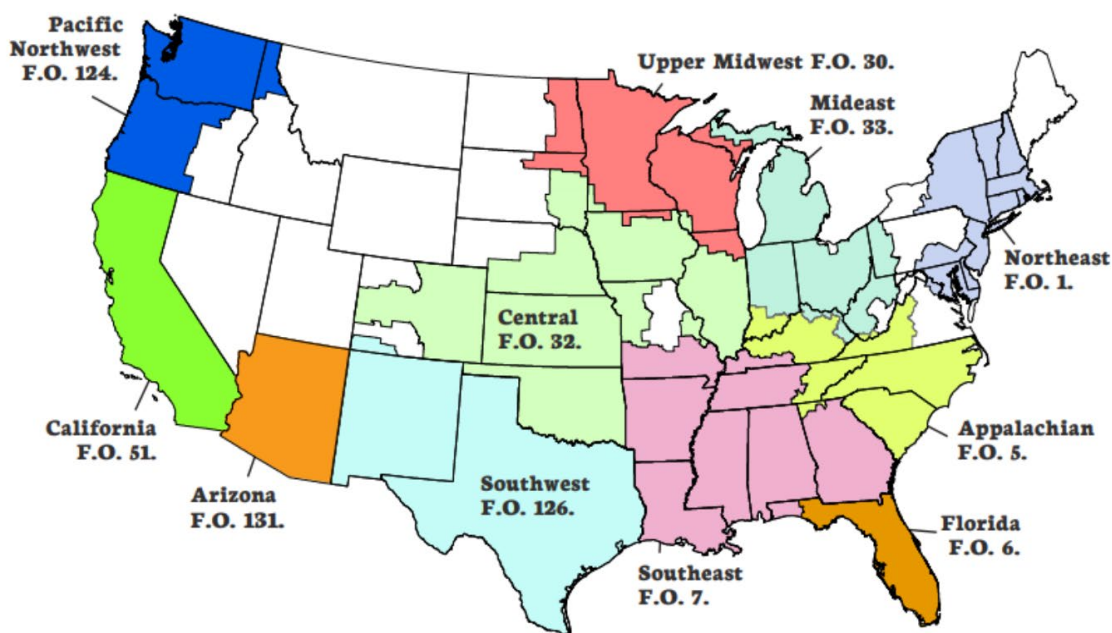 Pacific
Northwest
F.O. 124.
Upper Midwest F.O. 30.
Mideast
F.O. 33.
Northeast
F.O. 1.
Central
F.O. 32.
California
F.O. 51.
Appalachian
F.O. 5.
Arizona
F.O. 131.
Southwest
F.O. 126.
Florida
F.O. 6.
Southeast
F.O. 7.